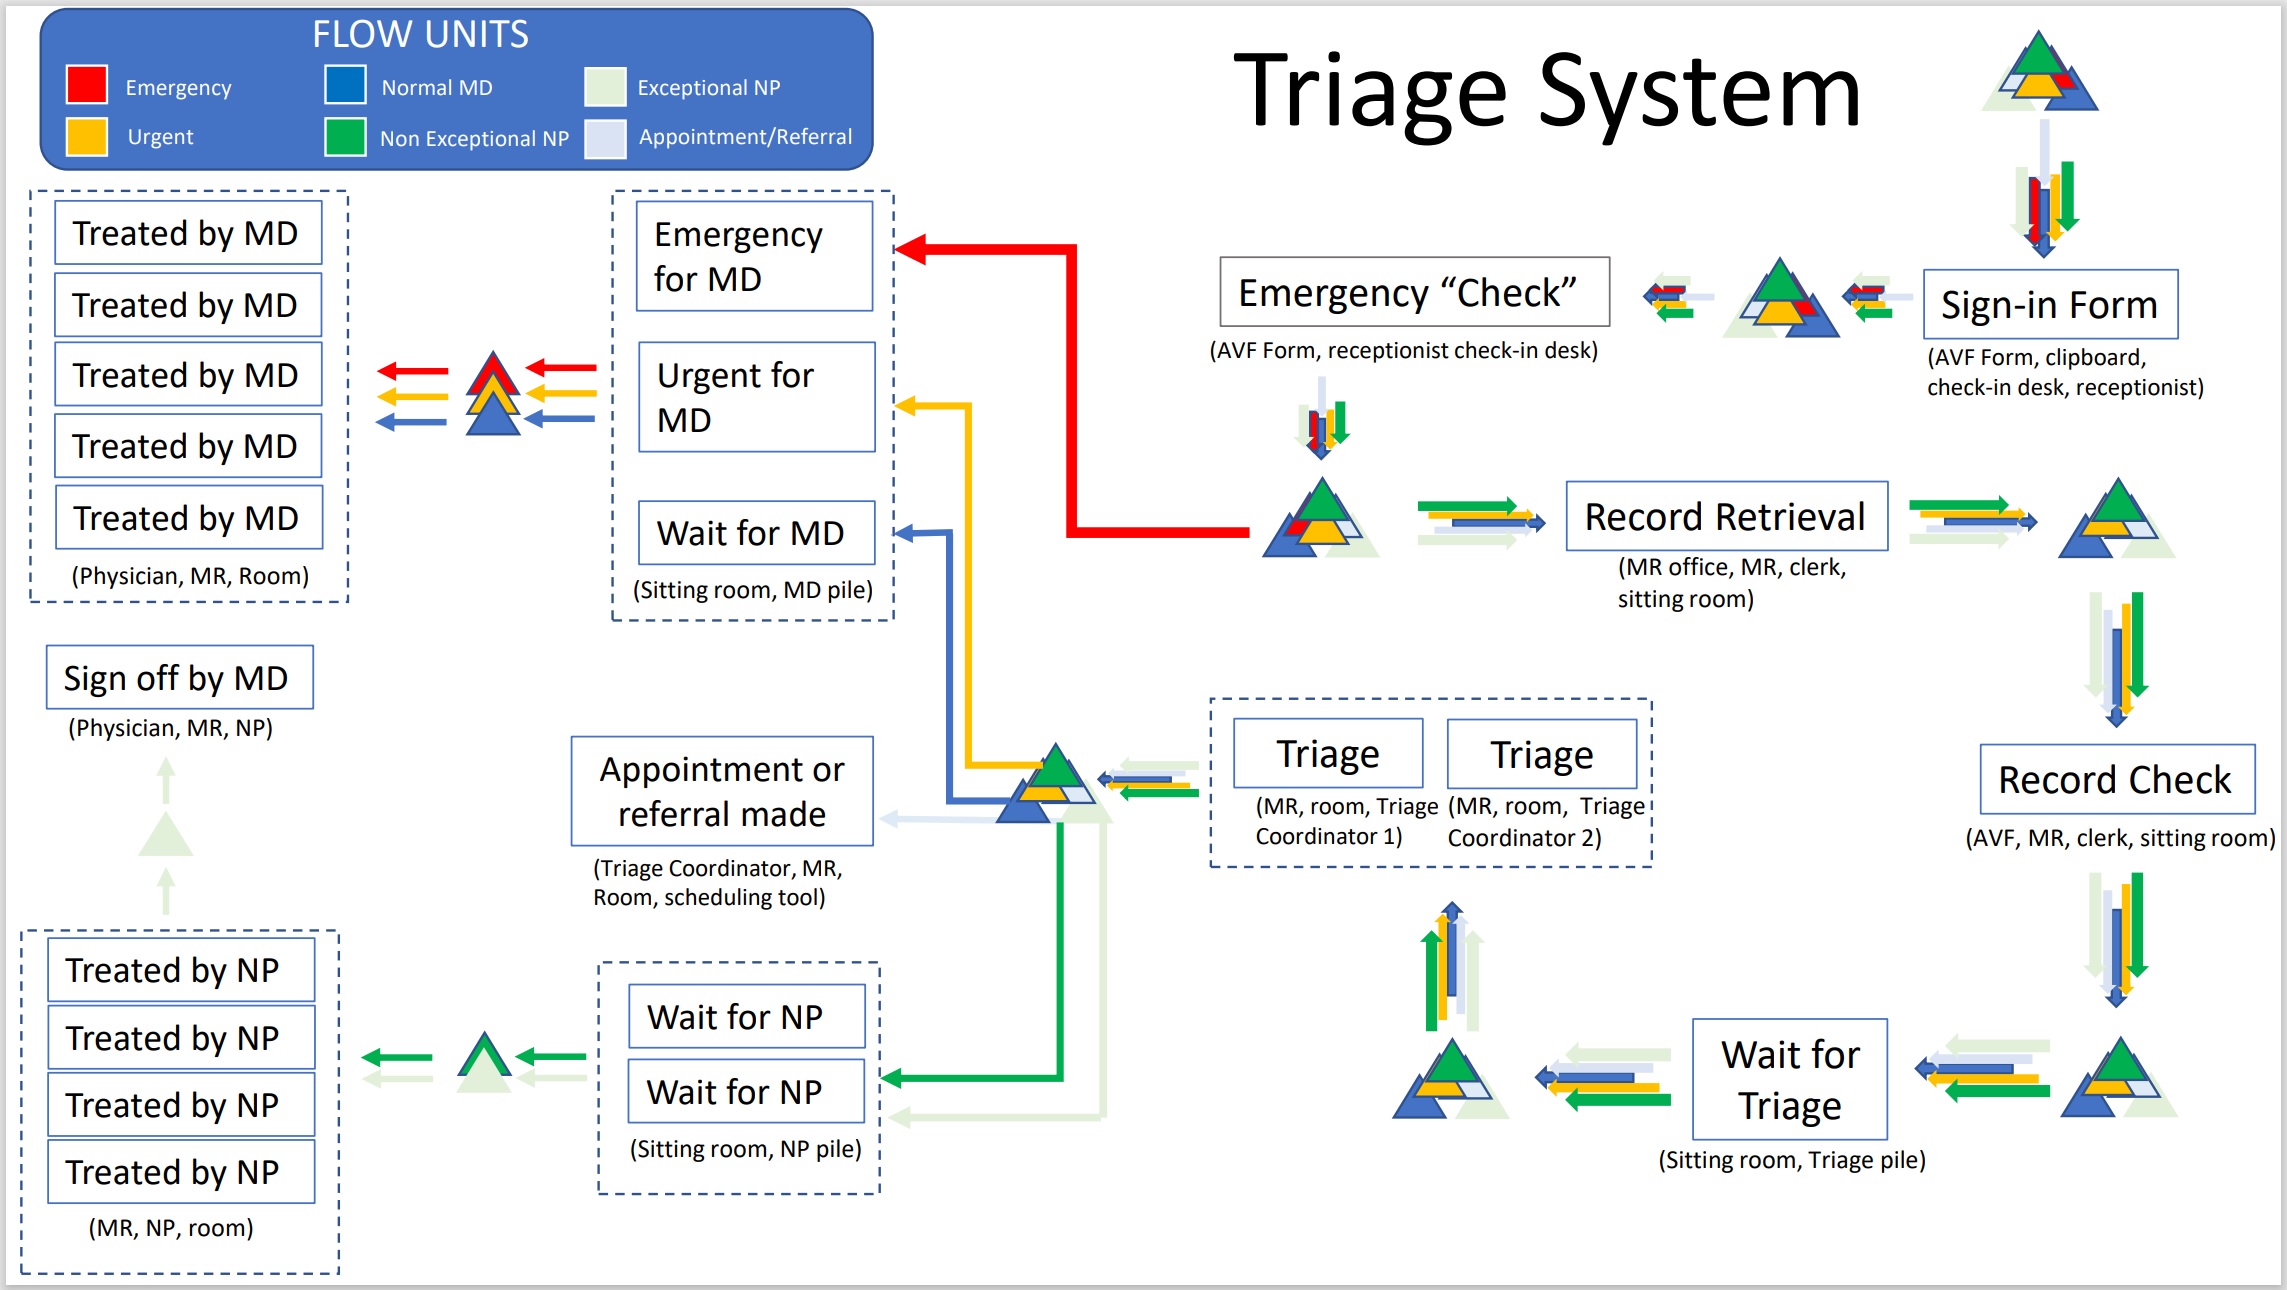 FLOW UNITS
Emergency
Normal MD
Exceptional NP
Urgent
Non Exceptional NP
Appointment/Referral
Triage System
Treated by MD
Treated by MD
Treated by MD
Treated by MD
Treated by MD
(Physician, MR, Room)
Emergency
for MD
Urgent for
MD
Wait for MD
(Sitting room, MD pile)
Emergency “Check”
(AVF Form, receptionist check-in desk)
Sign-in Form
(AVF Form, clipboard,
check-in desk, receptionist)
Record Retrieval
(MR office, MR, clerk,
sitting room)
Sign off by MD
(Physician, MR, NP)
Appointment or
referral made
(Triage Coordinator, MR,
Room, scheduling tool)
Triage
(MR, room, Triage
Coordinator 1)
Triage
(MR, room, Triage
Coordinator 2)
Record Check
(AVF, MR, clerk, sitting room)
Treated by NP
Treated by NP
Treated by NP
Treated by NP
(MR, NP, room)
Wait for NP
Wait for NP
(Sitting room, NP pile)
Wait for
Triage
(Sitting room, Triage pile)